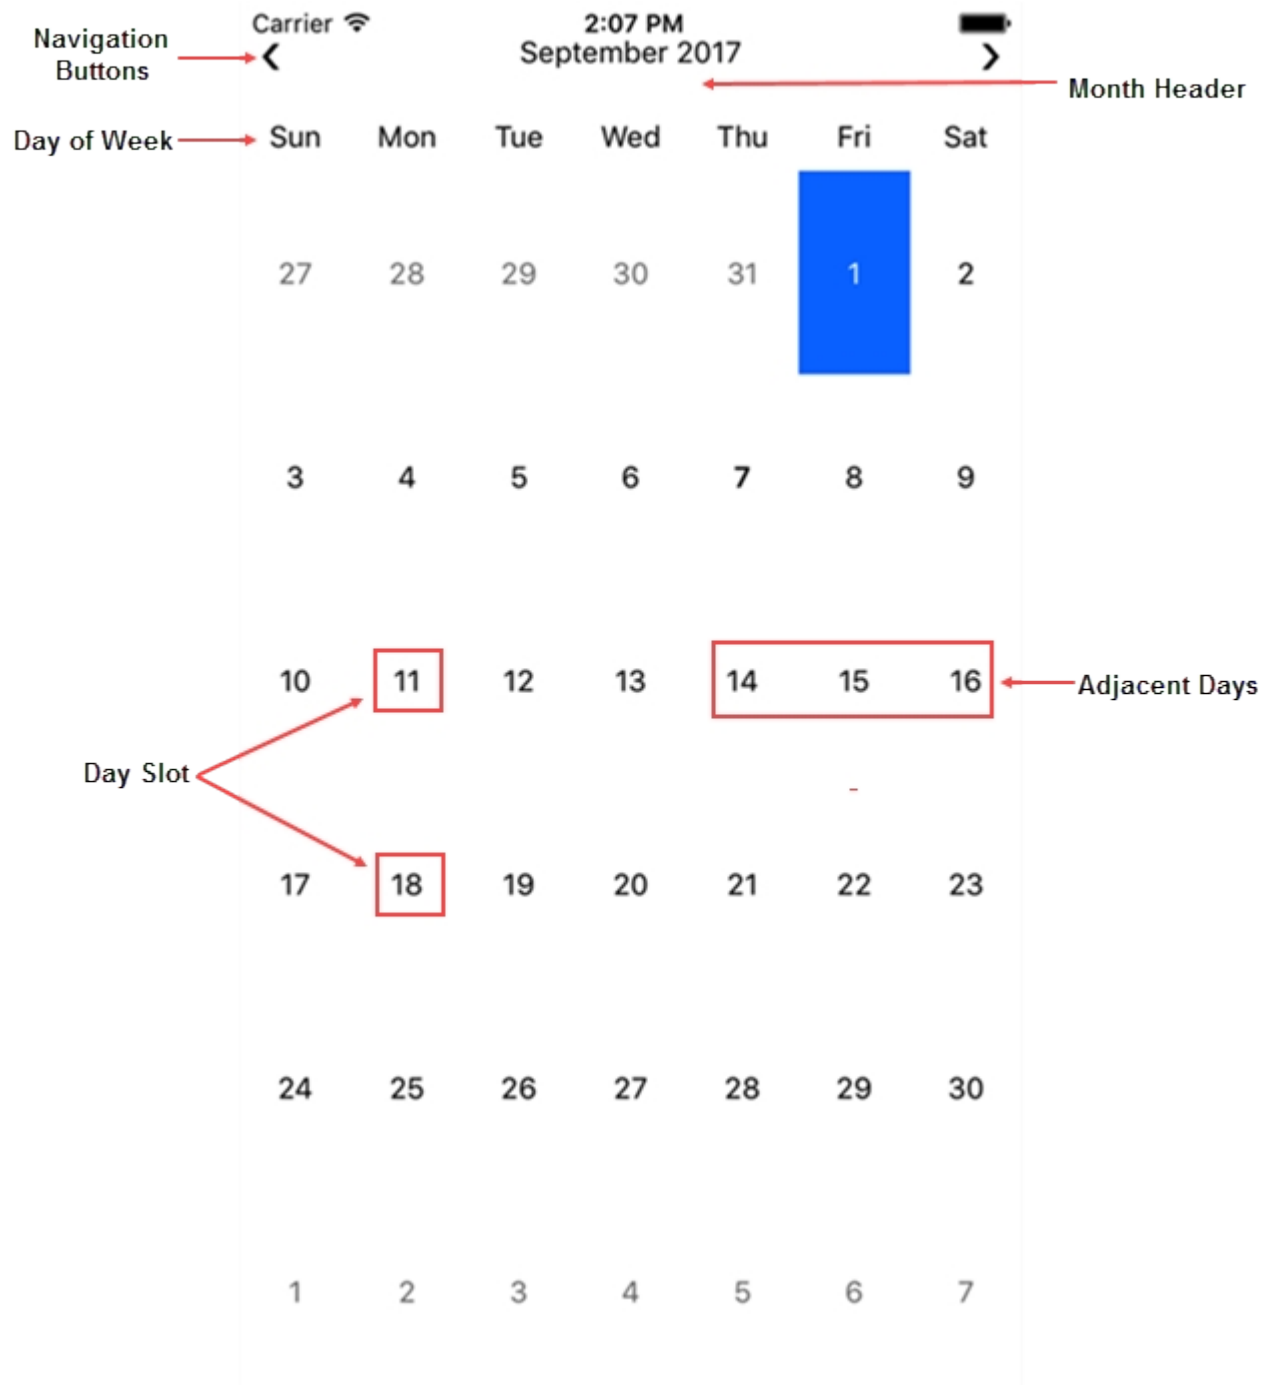 Carrier 2:07 PM
Navigation
Buttons
September 2017
Month Header
Day of Week
Sun Mon Tue Wed Thu Fri Sat
27 28 29 30 31 1 2
3 4 5 6 7 8 9
10 11 12 13 14 15 16
Adjacent Days
Day Slot
17 18 19 20 21 22 23
24 25 26 27 28 29 30
1 2 3 4 5 6 7